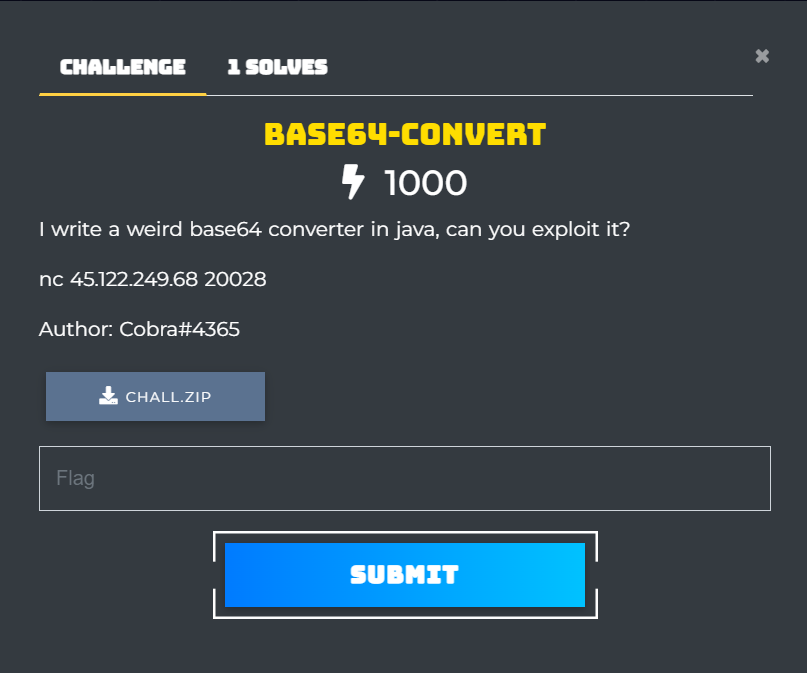 CHALLENGE
1 SOLVES
BASE64-CONVERT
1000
I write a weird base64 converter in java, can you exploit it?
nc 45.122.249.68 20028
Author: Cobra#4365
CHALL.ZIP
Flag
SUBMIT